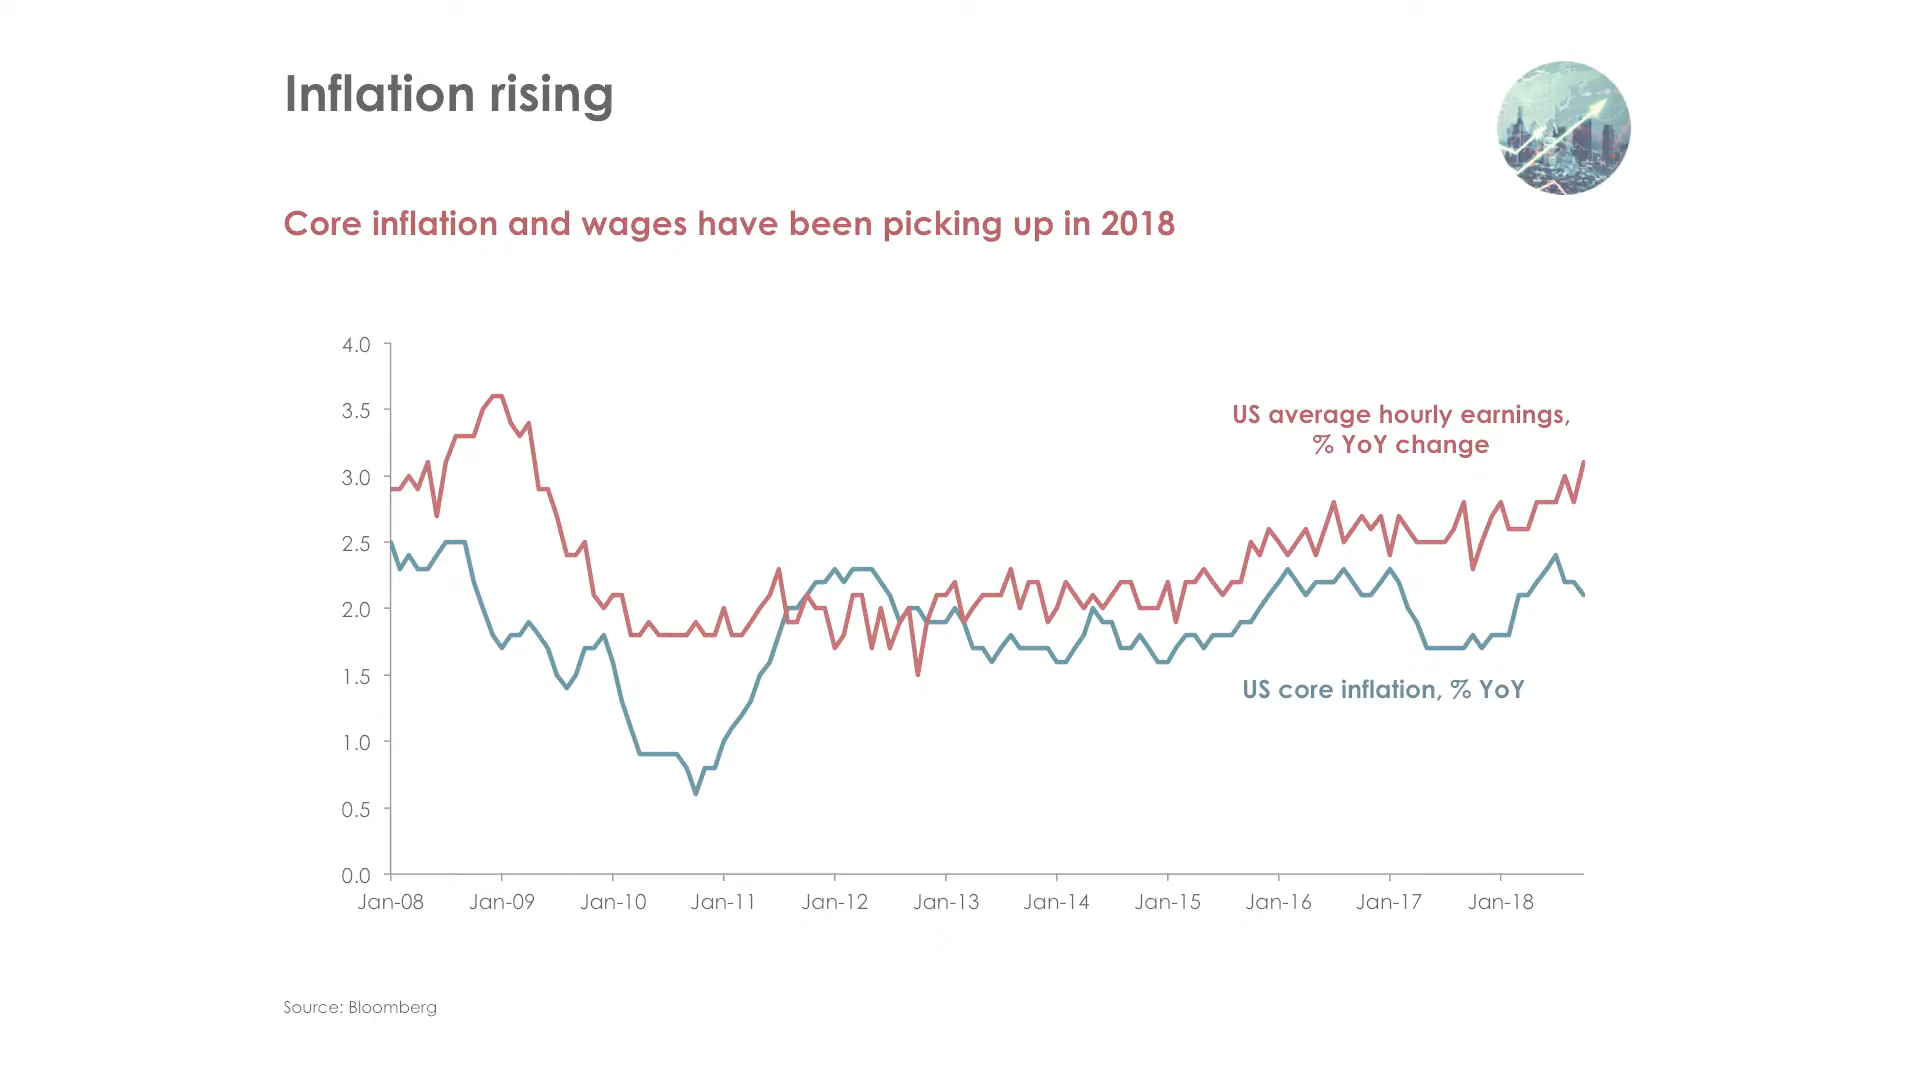 Inflation rising
Core inflation and wages have been picking up in 2018
4.0
3.5
3.0
2.5
2.0
1.5
1.0
0.5
0.0
US average hourly earnings,
% YoY change
US core inflation, % YoY
Jan-08 Jan-09 Jan-10 Jan-11 Jan-12 Jan-13 Jan-14 Jan-15 Jan-16 Jan-17 Jan-18
Source: Bloomberg